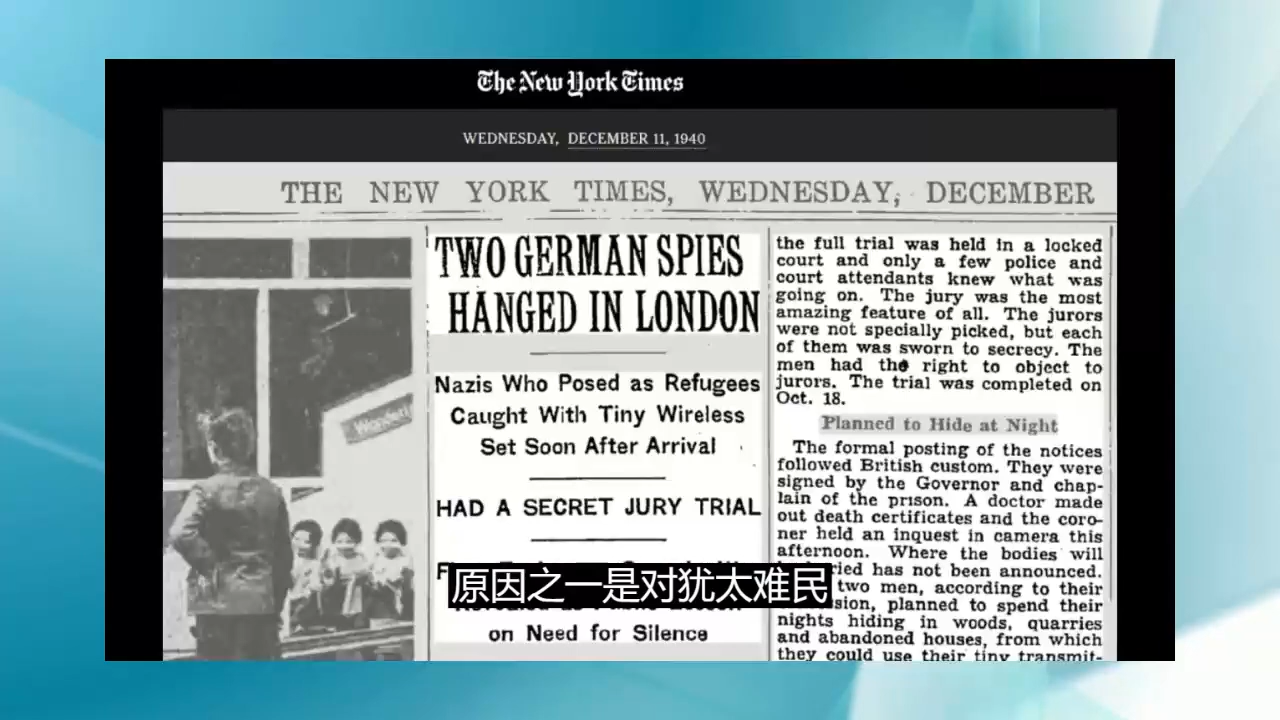 The New York Times
WEDNESDAY, DECEMBER 11, 1940
THE NEW YORK TIMES, WEDNESDAY, DECEMBER
TWO GERMAN SPIES
HANGED IN LONDON
Nazis Who Posed as Refugees
Caught With Tiny Wireless
Set Soon After Arrival
HAD A SECRET JURY TRIAL
on Need for Silence
the full trial was held in a locked
court and only a few police and
court attendants knew what was
going on. The jury was the most
amazing feature of all. The jurors
were not specially picked, but each
of them was sworn to secrecy. The
men had the right to object to
jurors. The trial was completed on
Oct. 18.
Planned to Hide at Night
The formal posting of the notices
followed British custom. They were
signed by the Governor and chap-
lain of the prison. A doctor made
out death certificates and the coro-
ner held an inquest in camera this
afternoon. Where the bodies will
has not been announced.
two men, according to their
planned to spend their
nights hiding in woods, quarries
and abandoned houses, from which
they could use their tiny transmit-
原因之一是对犹太难民